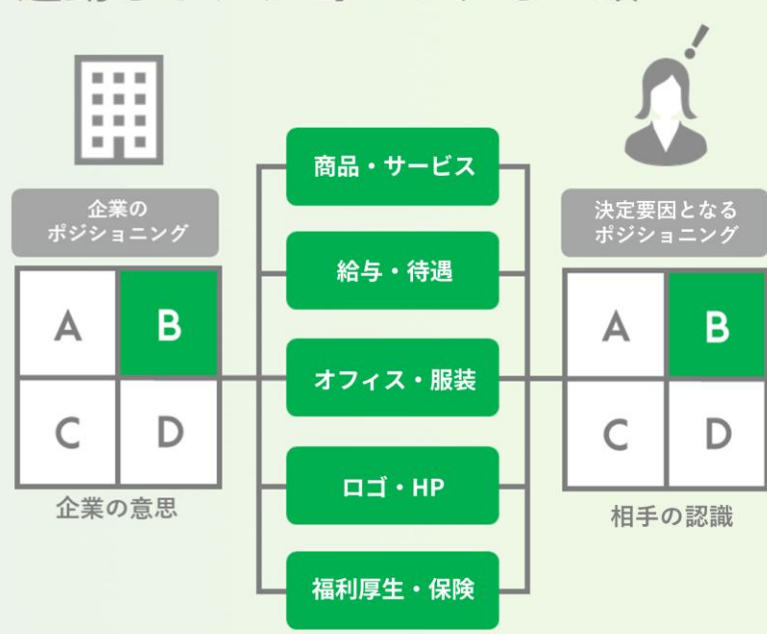 企業の
ポジショニング
A
B
C
D
企業の意思
商品・サービス
給与・待遇
オフィス・服装
ロゴ・HP
福利厚生・保険
!
決定要因となる
ポジショニング
A
B
C
D
相手の認識